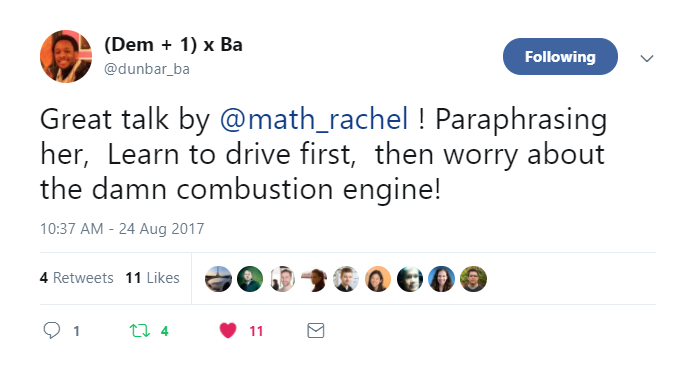 (Dem + 1) x Ba
@dunbar_ba
Following
Great talk by @math_rachel ! Paraphrasing
her,  Learn to drive first,  then worry about
the damn combustion engine!
10:37 AM - 24 Aug 2017
4 Retweets 11 Likes
1 4 11